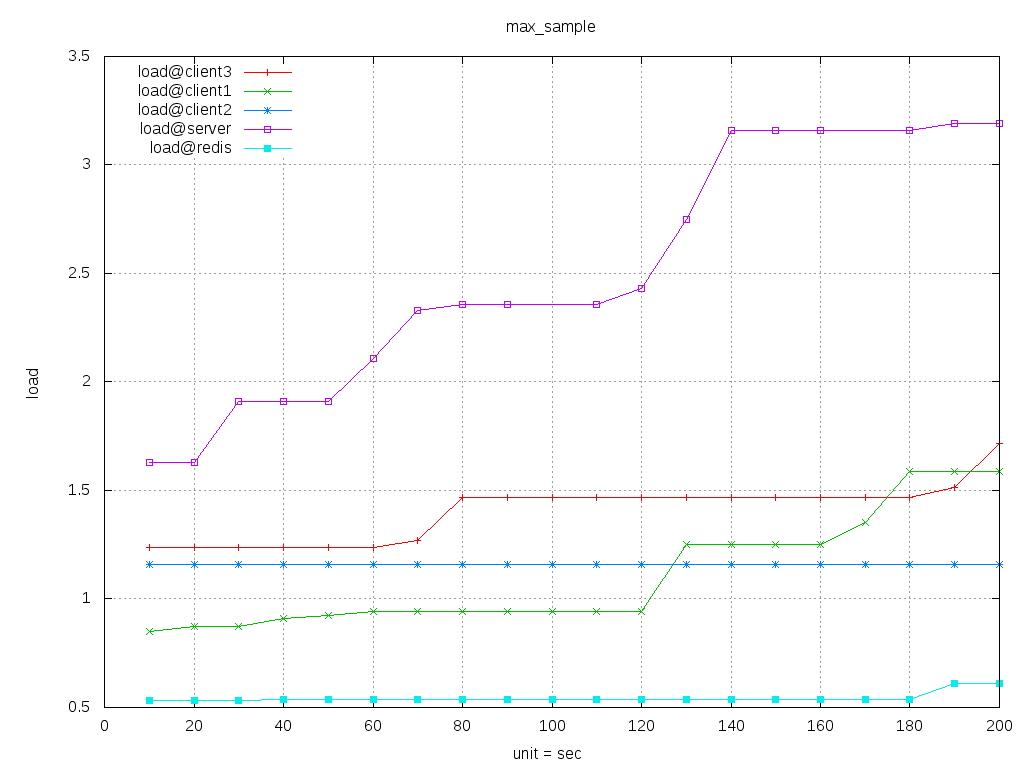 max_sample
load@client3
load@client1
load@client2
load@server
load@redis
3.5
3
2.5
2
1.5
1
0.5
load
0 20 40 60 80 100 120 140 160 180 200
unit = sec